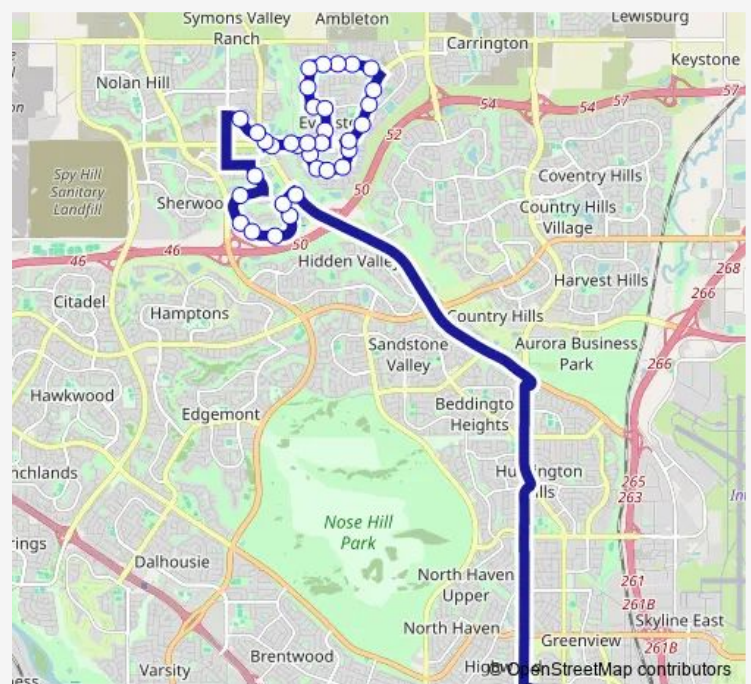 Symons Valley
Ranch
Ambleton
Lewisburg
Carrington
Keystone
Nolan Hill
54
54
57
57
52
Spy Hill
Sanitary
Landfill
50
Coventry Hills
Sherwoo
Country Hills
Village
46
46
50
Hidden Valley
268
Citadel
Hamptons
Harvest Hills
266
Country Hills
Sandstone
Valley
Aurora Business
Park
266
Hawkwood
Edgemont
Beddingto
Heights
nchlands
265
263
Nose Hill
Park
rings
Dalhousie
North Haven
Upper
261
261B
North Haven
Skyline East
Greenview
261B
Varsity
Brentwood
OpenStreetMap contributors